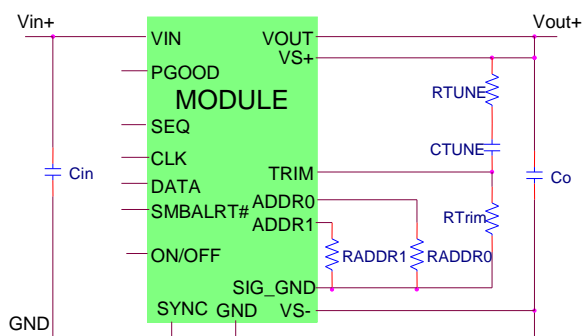 Vin+
Vout+
VIN
VOUT
VS+
PGOOD
RTUNE
MODULE
SEQ
CTUNE
CLK
TRIM
Cin
Co
DATA
ADDR0
SMBALRT#
RTrim
ADDR1
ON/OFF
RADDR1
RADDR0
SIG_GND
SYNC
GND
VS-
GND